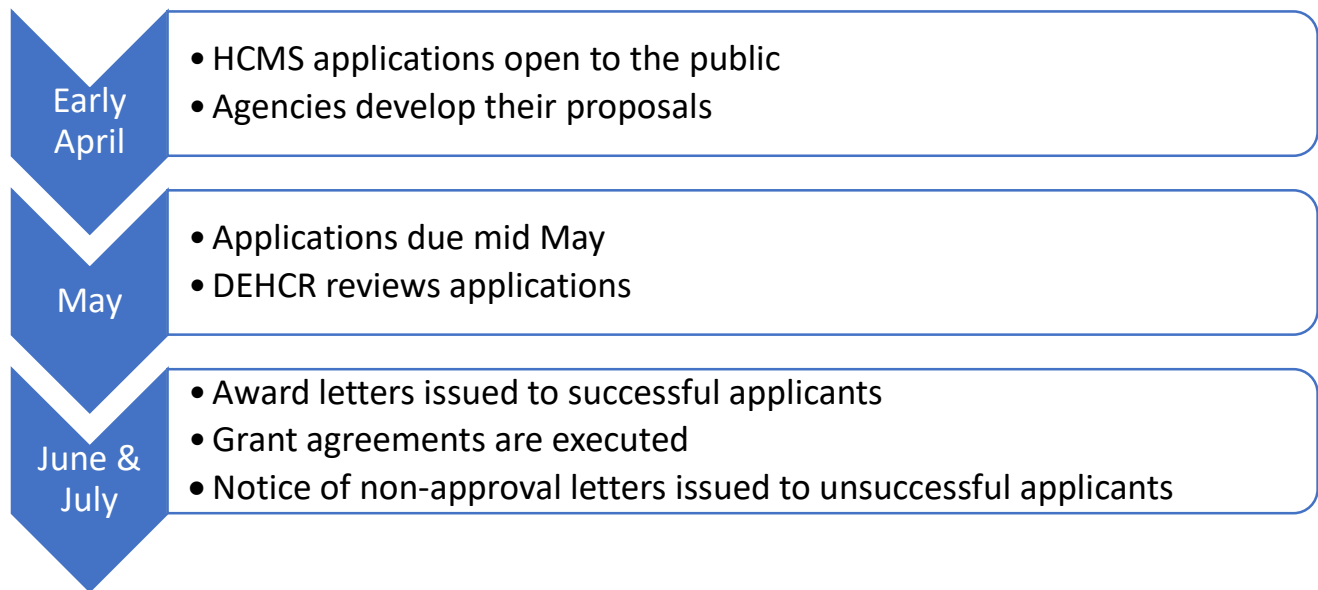 Early
April
• HCMS applications open to the public
• Agencies develop their proposals
May
• Applications due mid May
• DEHCR reviews applications
June &
July
• Award letters issued to successful applicants
• Grant agreements are executed
• Notice of non-approval letters issued to unsuccessful applicants